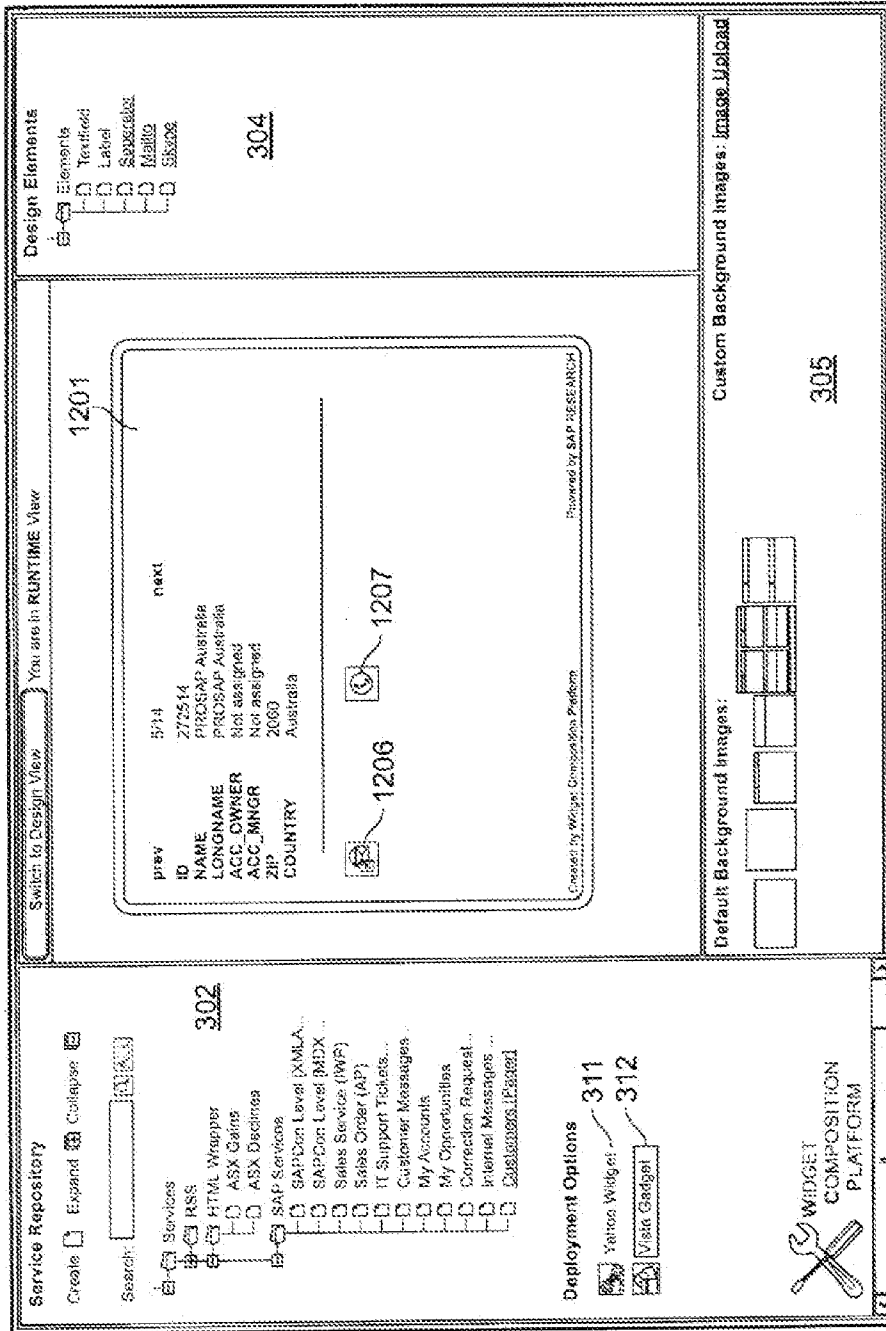 Service Repository
Create Expand Collapse
Search:
Services
RSS
HTML Wrapper
ASX Gains
ASX Declines
SAP Services
SAPCon Level [XMLA...
SAPCon Level [MDX...
Sales Service (IWP)
Sales Order (AP)
IT Support Tickets...
Customer Messages...
My Accounts
My Opportunities
Correction Request...
Internal Messages ...
Customers [Pager]
302
Deployment Options
Yahoo Widget
311
Vista Gadget
312
WIDGET
COMPOSITION
PLATFORM
Switch to Design View
You are in RUNTIME View
1201
prev 5/14 next
ID 272514
NAME PROSAP Australia
LONGNAME PROSAP Australia
ACC_OWNER Not assigned
ACC_MNGR Not assigned
ZIP 2060
COUNTRY Australia
1206
1207
Created by Widget Composition Platform
Powered by SAP RESEARCH
Design Elements
Elements
Textfield
Label
Seperator
Mailto
Skype
304
Default Background Images:
Custom Background Images: Image Upload
305